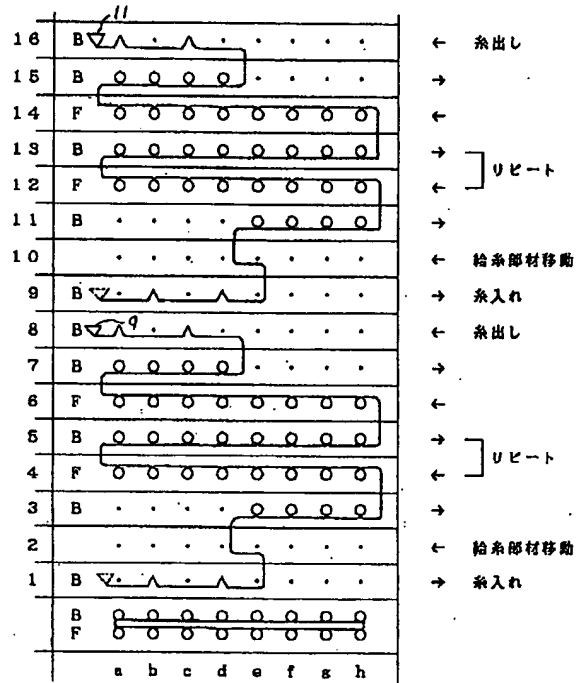 11
16 B ← 糸出し
15 B →
14 F ←
13 B → リピート
12 F ←
11 B →
10 ← 給糸部材移動
9 B → 糸入れ
8 B 9 ← 糸出し
7 B →
6 F ←
5 B → リピート
4 F ←
3 B →
2 ← 給糸部材移動
1 B → 糸入れ
B
F
a b c d e f g h